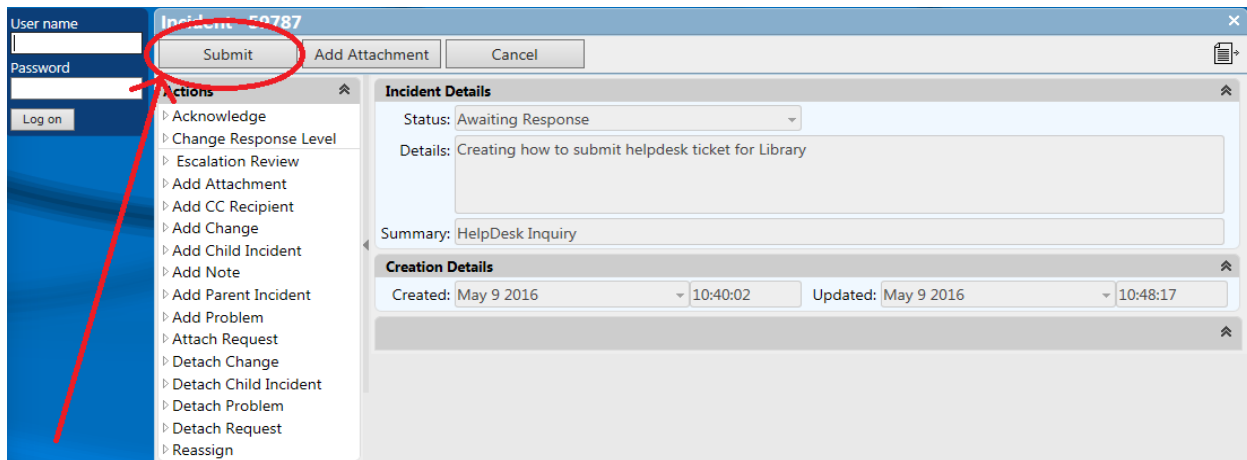 User name
Password
Log on
Incident - 59787
Submit
Add Attachment
Cancel
Actions
Acknowledge
Change Response Level
Escalation Review
Add Attachment
Add CC Recipient
Add Change
Add Child Incident
Add Note
Add Parent Incident
Add Problem
Attach Request
Detach Change
Detach Child Incident
Detach Problem
Detach Request
Reassign
Incident Details
Status: Awaiting Response
Details: Creating how to submit helpdesk ticket for Library
Summary: HelpDesk Inquiry
Creation Details
Created: May 9 2016 10:40:02 Updated: May 9 2016 10:48:17